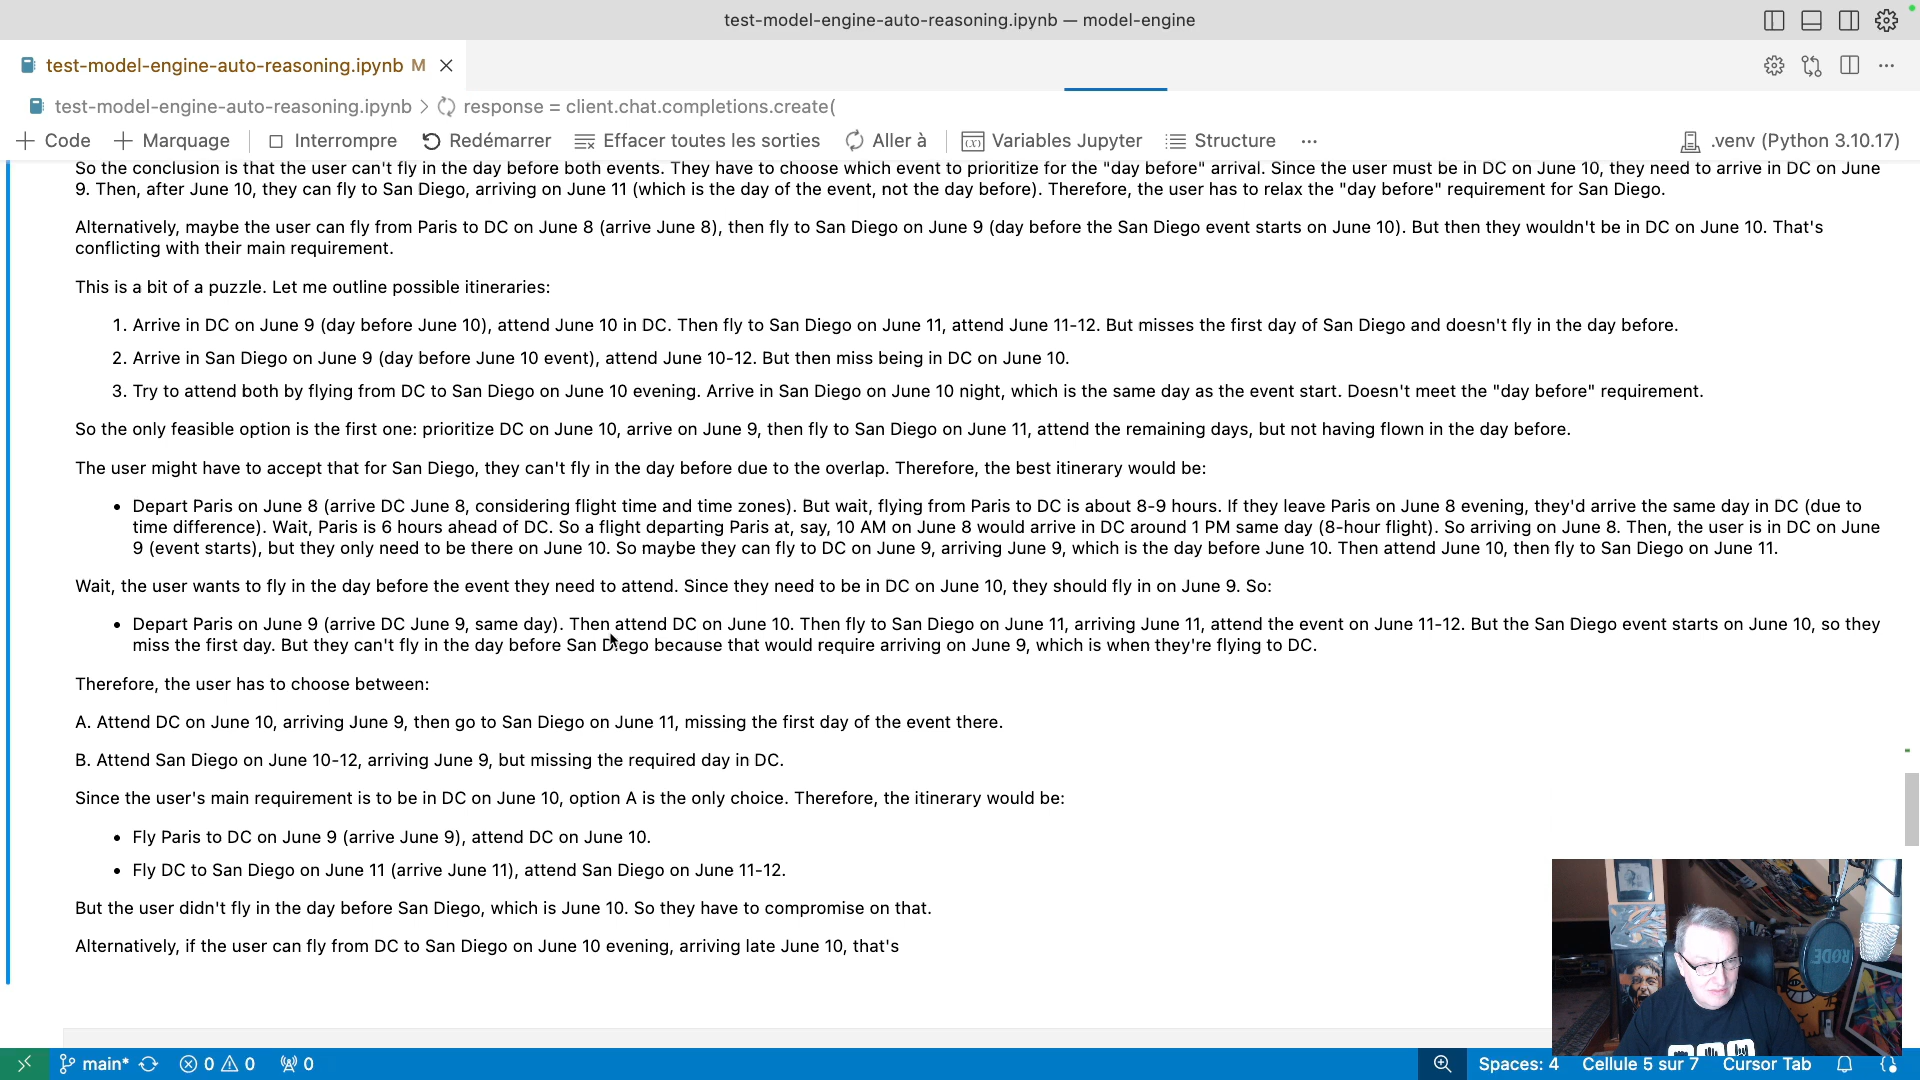 test-model-engine-auto-reasoning.ipynb — model-engine
test-model-engine-auto-reasoning.ipynb M
test-model-engine-auto-reasoning.ipynb > response = client.chat.completions.create(
Code Marquage Interrompre Redémarrer Effacer toutes les sorties Aller à Variables Jupyter Structure ··· .venv (Python 3.10.17)
So the conclusion is that the user can't fly in the day before both events. They have to choose which event to prioritize for the "day before" arrival. Since the user must be in DC on June 10, they need to arrive in DC on June
9. Then, after June 10, they can fly to San Diego, arriving on June 11 (which is the day of the event, not the day before). Therefore, the user has to relax the "day before" requirement for San Diego.
Alternatively, maybe the user can fly from Paris to DC on June 8 (arrive June 8), then fly to San Diego on June 9 (day before the San Diego event starts on June 10). But then they wouldn't be in DC on June 10. That's
conflicting with their main requirement.
This is a bit of a puzzle. Let me outline possible itineraries:
1. Arrive in DC on June 9 (day before June 10), attend June 10 in DC. Then fly to San Diego on June 11, attend June 11-12. But misses the first day of San Diego and doesn't fly in the day before.
2. Arrive in San Diego on June 9 (day before June 10 event), attend June 10-12. But then miss being in DC on June 10.
3. Try to attend both by flying from DC to San Diego on June 10 evening. Arrive in San Diego on June 10 night, which is the same day as the event start. Doesn't meet the "day before" requirement.
So the only feasible option is the first one: prioritize DC on June 10, arrive on June 9, then fly to San Diego on June 11, attend the remaining days, but not having flown in the day before.
The user might have to accept that for San Diego, they can't fly in the day before due to the overlap. Therefore, the best itinerary would be:
• Depart Paris on June 8 (arrive DC June 8, considering flight time and time zones). But wait, flying from Paris to DC is about 8-9 hours. If they leave Paris on June 8 evening, they'd arrive the same day in DC (due to
time difference). Wait, Paris is 6 hours ahead of DC. So a flight departing Paris at, say, 10 AM on June 8 would arrive in DC around 1 PM same day (8-hour flight). So arriving on June 8. Then, the user is in DC on June
9 (event starts), but they only need to be there on June 10. So maybe they can fly to DC on June 9, arriving June 9, which is the day before June 10. Then attend June 10, then fly to San Diego on June 11.
Wait, the user wants to fly in the day before the event they need to attend. Since they need to be in DC on June 10, they should fly in on June 9. So:
• Depart Paris on June 9 (arrive DC June 9, same day). Then attend DC on June 10. Then fly to San Diego on June 11, arriving June 11, attend the event on June 11-12. But the San Diego event starts on June 10, so they
miss the first day. But they can't fly in the day before San Diego because that would require arriving on June 9, which is when they're flying to DC.
Therefore, the user has to choose between:
A. Attend DC on June 10, arriving June 9, then go to San Diego on June 11, missing the first day of the event there.
B. Attend San Diego on June 10-12, arriving June 9, but missing the required day in DC.
Since the user's main requirement is to be in DC on June 10, option A is the only choice. Therefore, the itinerary would be:
• Fly Paris to DC on June 9 (arrive June 9), attend DC on June 10.
• Fly DC to San Diego on June 11 (arrive June 11), attend San Diego on June 11-12.
But the user didn't fly in the day before San Diego, which is June 10. So they have to compromise on that.
Alternatively, if the user can fly from DC to San Diego on June 10 evening, arriving late June 10, that's
RØDE
main* 0 0 0 Spaces: 4 Cellule 5 sur 7 Cursor Tab